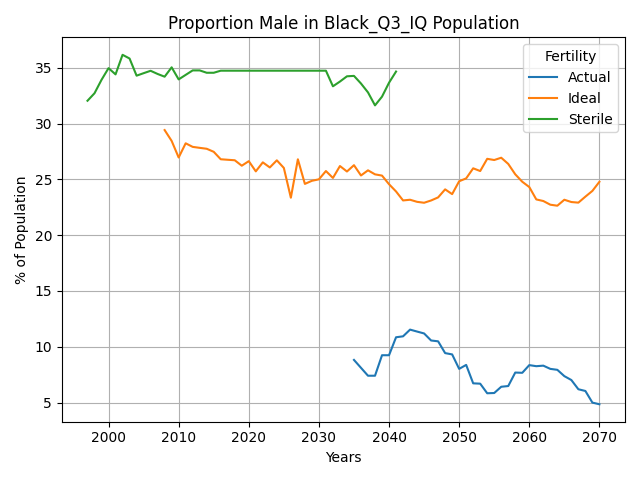 Proportion Male in Black_Q3_IQ Population
% of Population
35
30
25
20
15
10
5
Fertility
Actual
Ideal
Sterile
2000 2010 2020 2030 2040 2050 2060 2070
Years